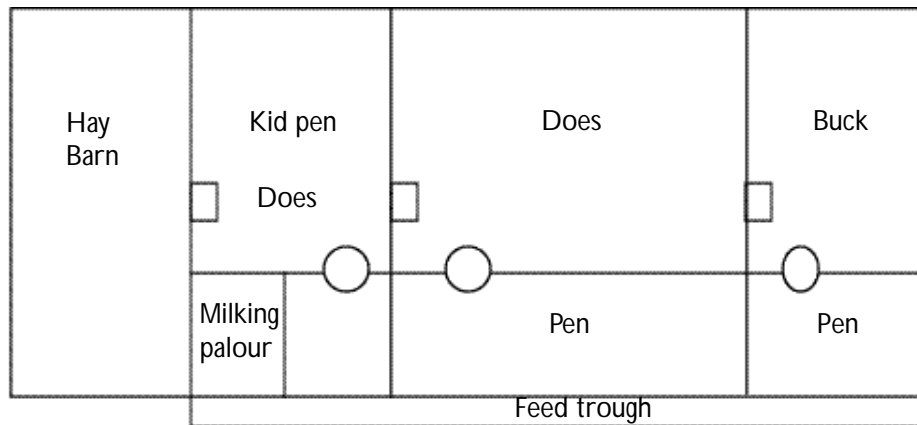 Hay
Barn
Kid pen
Does
Does
Buck
Milking
palour
Pen
Pen
Feed trough